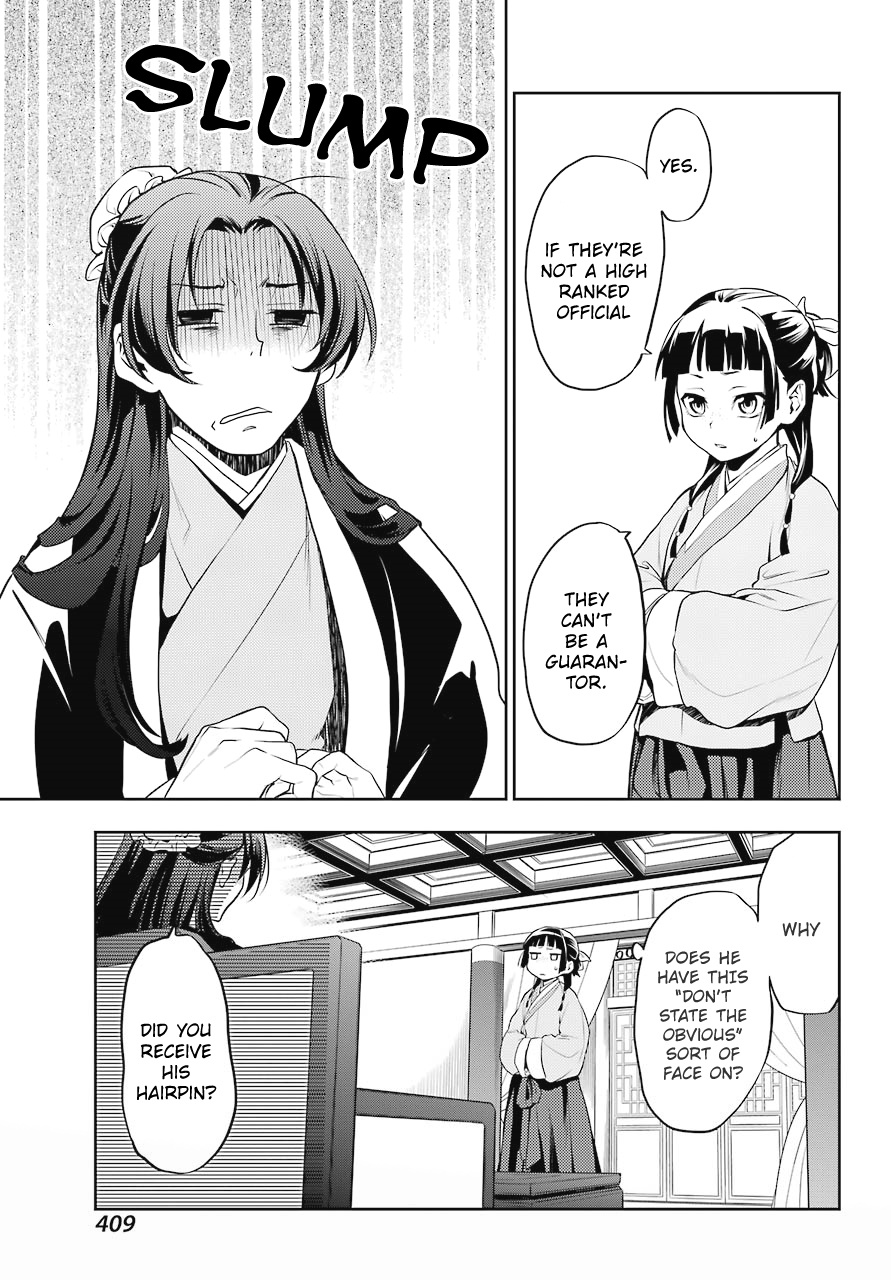 YES.
IF THEY'RE
NOT A HIGH
RANKED
OFFICIAL
THEY
CAN'T
BE A
GUARAN-
TOR.
SLUMP
WHY
DOES HE
HAVE THIS
"DON'T
STATE THE
OBVIOUS"
SORT OF
FACE ON?
DID YOU
RECEIVE
HIS
HAIRPIN?
409